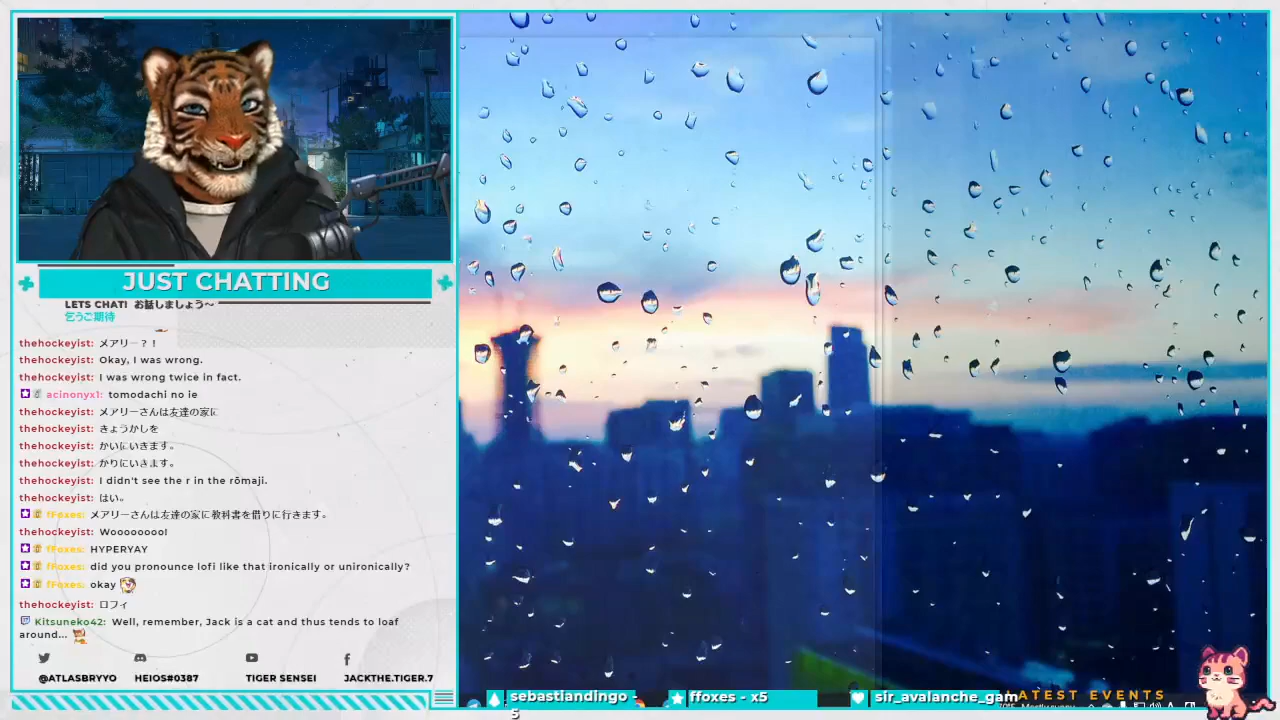 JUST CHATTING
LETS CHAT! お話しましょう～
乞うご期待
thehockeyist: メアリー？！
thehockeyist: Okay, I was wrong.
thehockeyist: I was wrong twice in fact.
acinonyx1: tomodachi no ie
thehockeyist: メアリーさんは友達の家に
thehockeyist: きょうかしを
thehockeyist: かいにいきます。
thehockeyist: かりにいきます。
thehockeyist: I didn't see the r in the rōmaji.
thehockeyist: はい。
fFoxes: メアリーさんは友達の家に教科書を借りに行きます。
thehockeyist: Woooooooo!
fFoxes: HYPERYAY
fFoxes: did you pronounce lofi like that ironically or unironically?
fFoxes: okay
thehockeyist: ロフィ
Kitsuneko42: Well, remember, Jack is a cat and thus tends to loaf
around...
@ATLASBRYYO HEIOS#0387 TIGER SENSEI JACKTHE.TIGER.7
sebastiandingo -
5
ffoxes - x5
sir_avalanche_gam
ATEST EVENTS
Mostly sunny